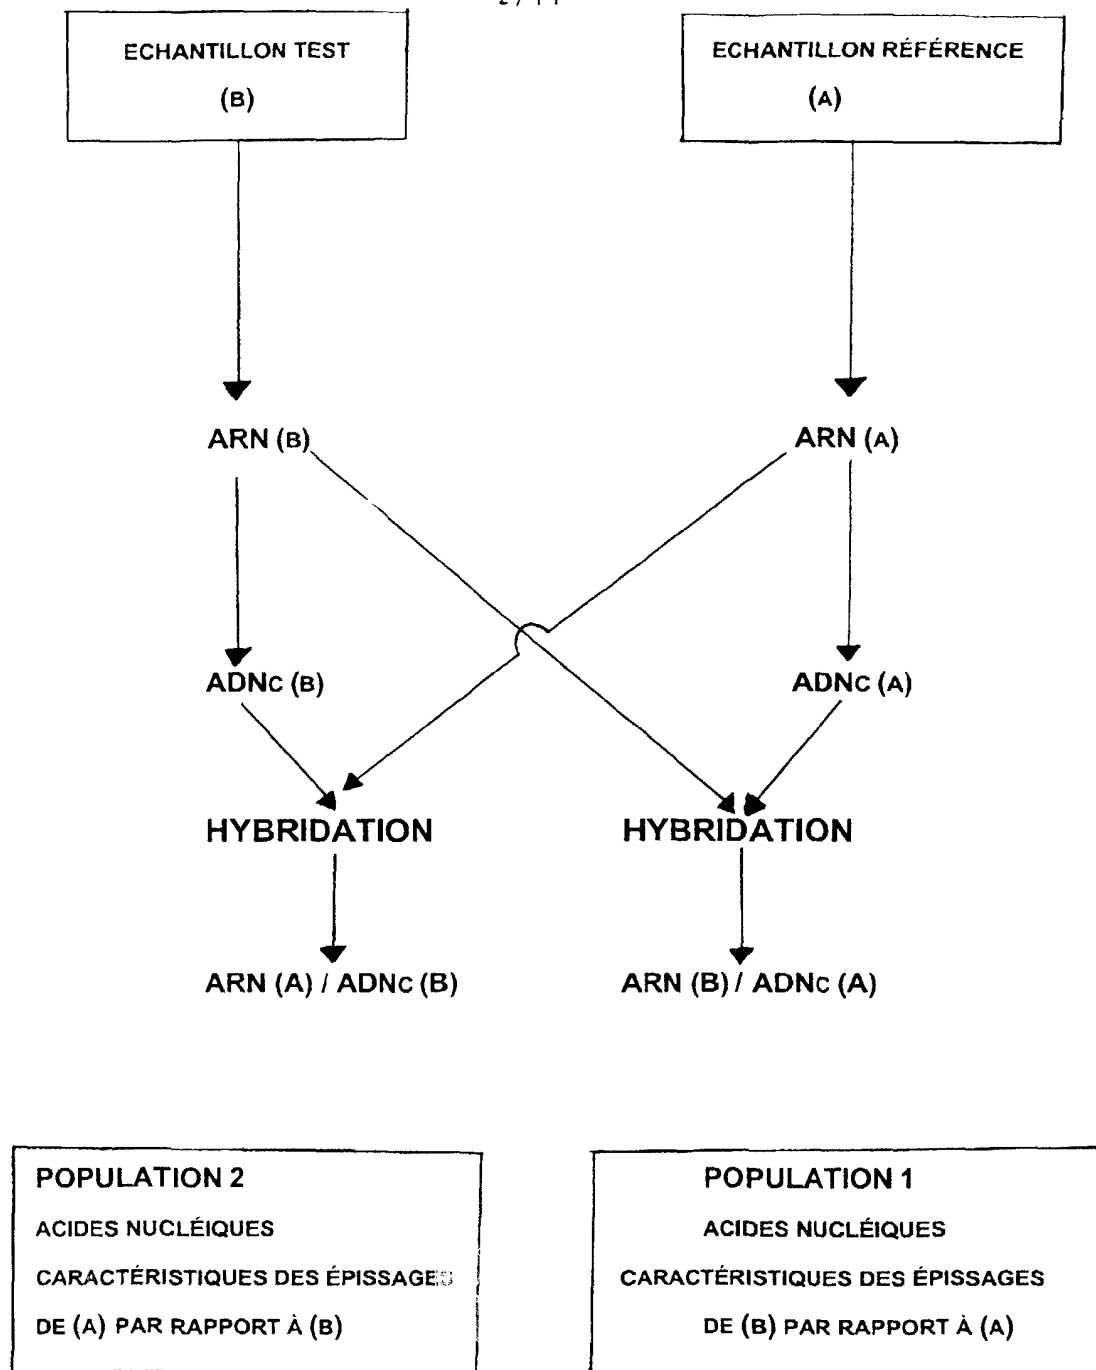 ECHANTILLON TEST
(B)
ECHANTILLON RÉFÉRENCE
(A)
ARN (B)
ARN (A)
ADNC (B)
ADNC (A)
HYBRIDATION
HYBRIDATION
ARN (A) / ADNC (B)
ARN (B) / ADNC (A)
POPULATION 2
ACIDES NUCLÉIQUES
CARACTÉRISTIQUES DES ÉPISSAGES
DE (A) PAR RAPPORT À (B)
POPULATION 1
ACIDES NUCLÉIQUES
CARACTÉRISTIQUES DES ÉPISSAGES
DE (B) PAR RAPPORT À (A)